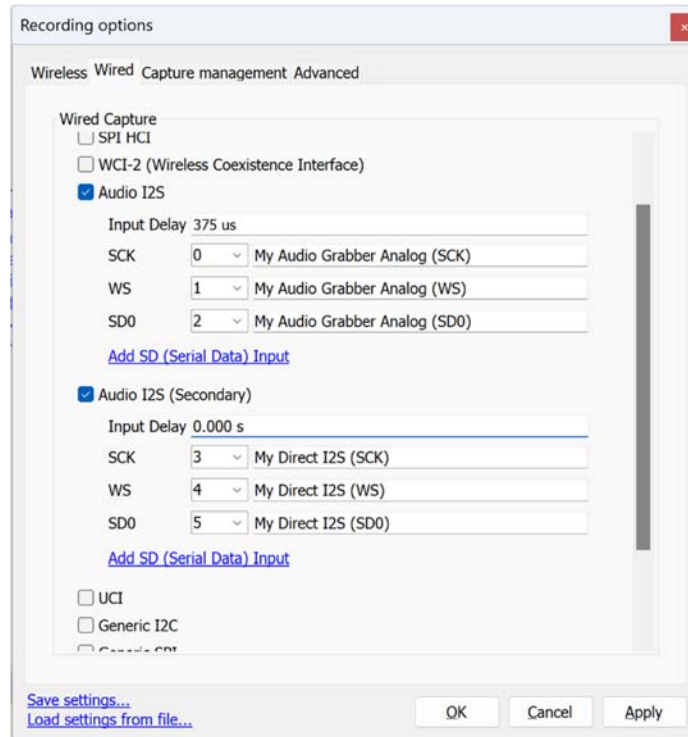 Recording options
Wireless Wired Capture management Advanced
Wired Capture
SPI HCI
WCI-2 (Wireless Coexistence Interface)
Audio I2S
Input Delay 375 us
SCK 0 My Audio Grabber Analog (SCK)
WS 1 My Audio Grabber Analog (WS)
SD0 2 My Audio Grabber Analog (SD0)
Add SD (Serial Data) Input
Audio I2S (Secondary)
Input Delay 0.000 s
SCK 3 My Direct I2S (SCK)
WS 4 My Direct I2S (WS)
SD0 5 My Direct I2S (SD0)
Add SD (Serial Data) Input
UCI
Generic I2C
Generic SPI
Save settings...
Load settings from file...
OK Cancel Apply